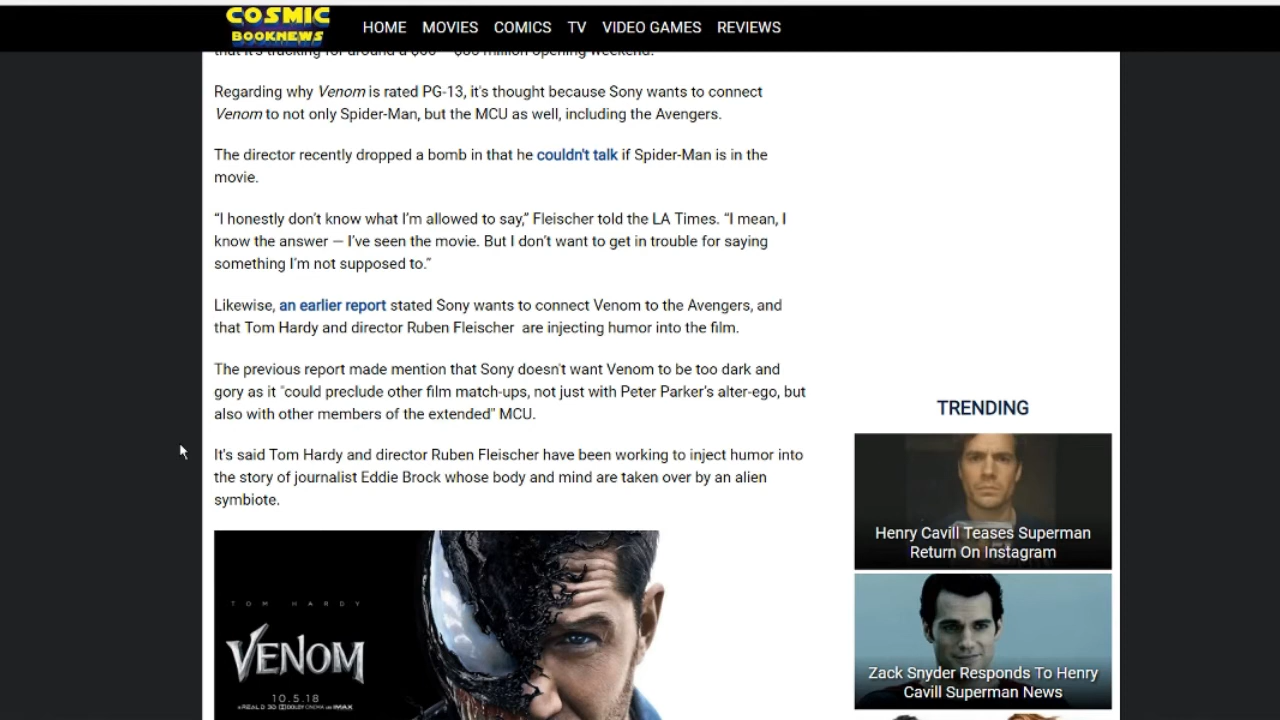 COSMIC
BOOKNEWS
HOME MOVIES COMICS TV VIDEO GAMES REVIEWS
Regarding why Venom is rated PG-13, it's thought because Sony wants to connect
Venom to not only Spider-Man, but the MCU as well, including the Avengers.
The director recently dropped a bomb in that he couldn't talk if Spider-Man is in the
movie.
“I honestly don’t know what I’m allowed to say,” Fleischer told the LA Times. “I mean, I
know the answer — I’ve seen the movie. But I don’t want to get in trouble for saying
something I’m not supposed to.”
Likewise, an earlier report stated Sony wants to connect Venom to the Avengers, and
that Tom Hardy and director Ruben Fleischer are injecting humor into the film.
The previous report made mention that Sony doesn't want Venom to be too dark and
gory as it "could preclude other film match-ups, not just with Peter Parker’s alter-ego, but
also with other members of the extended" MCU.
It's said Tom Hardy and director Ruben Fleischer have been working to inject humor into
the story of journalist Eddie Brock whose body and mind are taken over by an alien
symbiote.
TOM HARDY
VENOM
10.5.18
REALD 3D DOLBY CINEMA IMAX
TRENDING
Henry Cavill Teases Superman
Return On Instagram
Zack Snyder Responds To Henry
Cavill Superman News